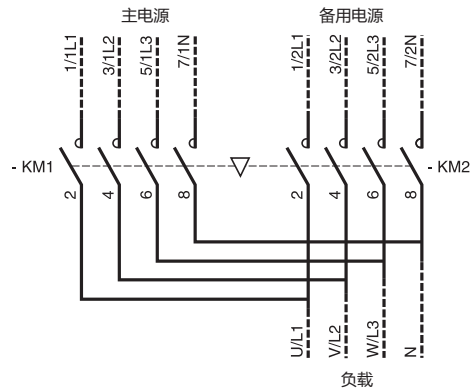 主电源
备用电源
1/1L1
3/1L2
5/1L3
7/1N
1/2L1
3/2L2
5/2L3
7/2N
- KM1
- KM2
2
4
6
8
2
4
6
8
U/L1
V/L2
W/L3
N
负载